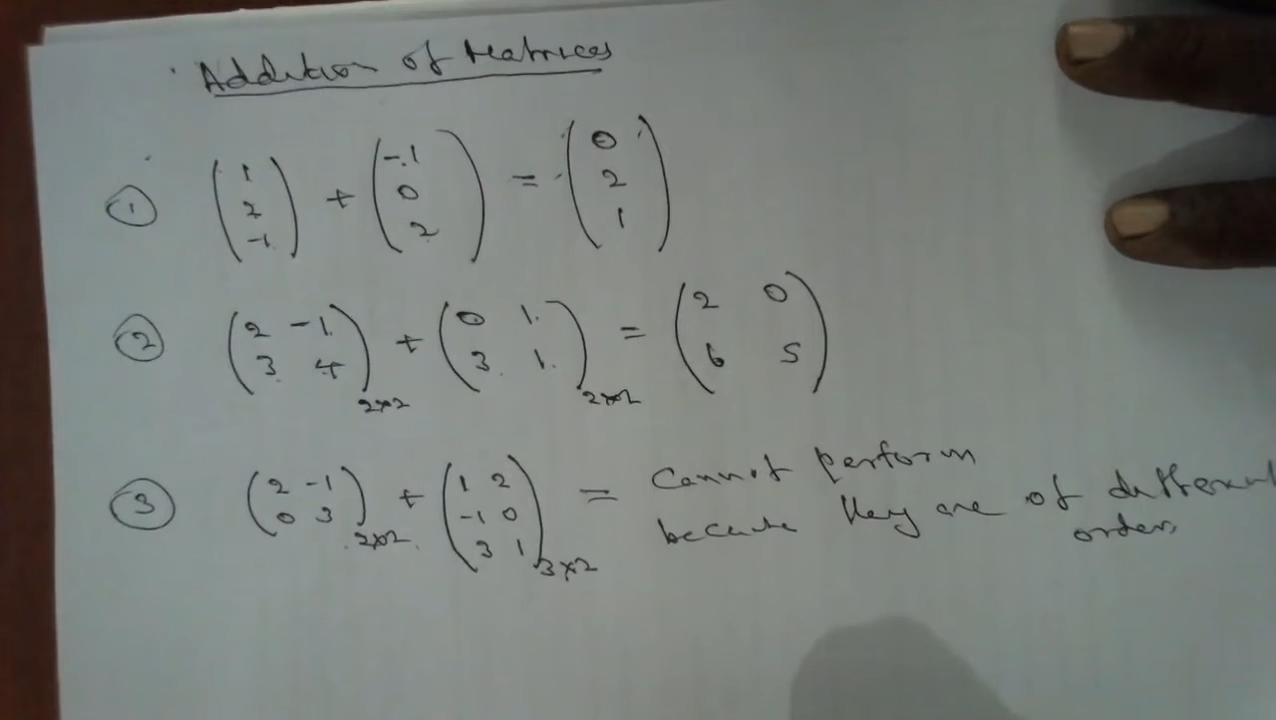 Addition of Matrices
① (1 2 -1) + (-1 0 2) = (0 2 1)
② (2 -1 3 4)2×2 + (0 1 3 1)2×2 = (2 0 6 5)
③ (2 -1 0 3)2×2 + (1 2 -1 0 3 1)3×2 = Cannot perform
because they are of different
orders